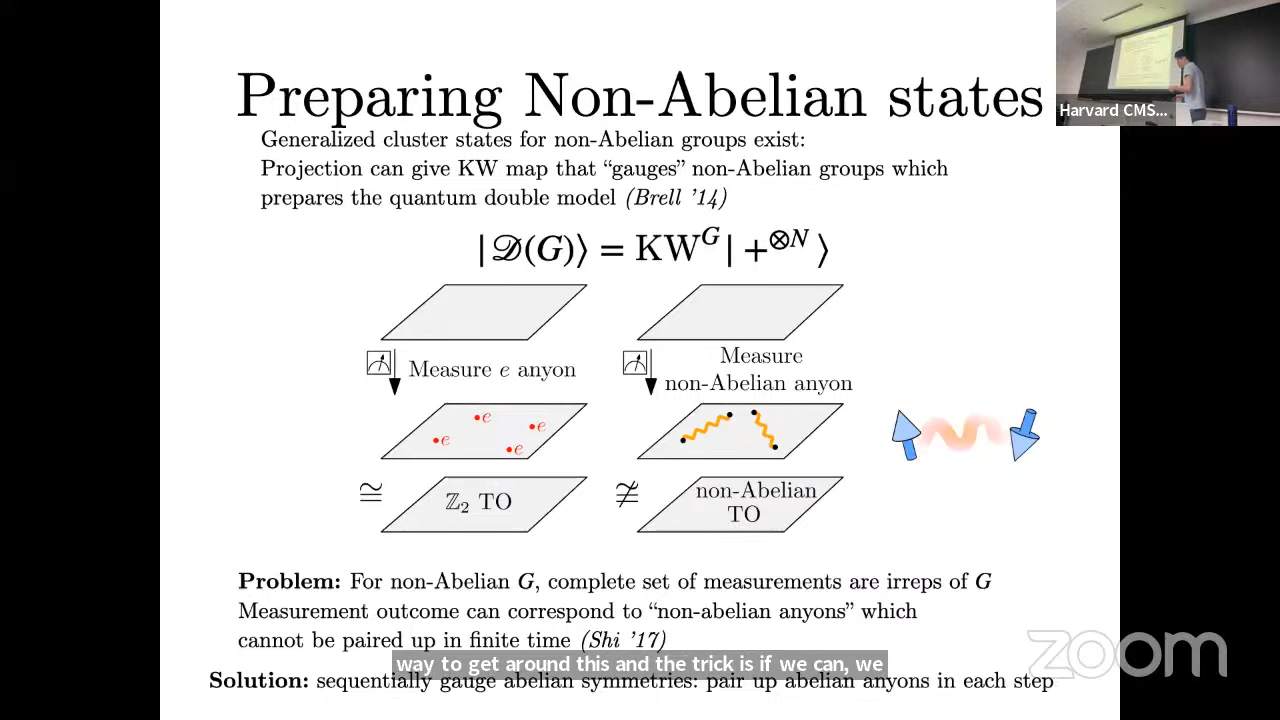 Preparing Non-Abelian states
Harvard CMS...
Generalized cluster states for non-Abelian groups exist:
Projection can give KW map that “gauges” non-Abelian groups which
prepares the quantum double model (Brell ’14)
|𝒟(G)⟩ = KW^G | +^⊗N ⟩
Measure e anyon
Measure
non-Abelian anyon
e
e
e
e
≅
ℤ₂ TO
≇
non-Abelian
TO
Problem: For non-Abelian G, complete set of measurements are irreps of G
Measurement outcome can correspond to “non-abelian anyons” which
cannot be paired up in finite time (Shi ’17)
zoom
way to get around this and the trick is if we can, we
Solution: sequentially gauge abelian symmetries: pair up abelian anyons in each step